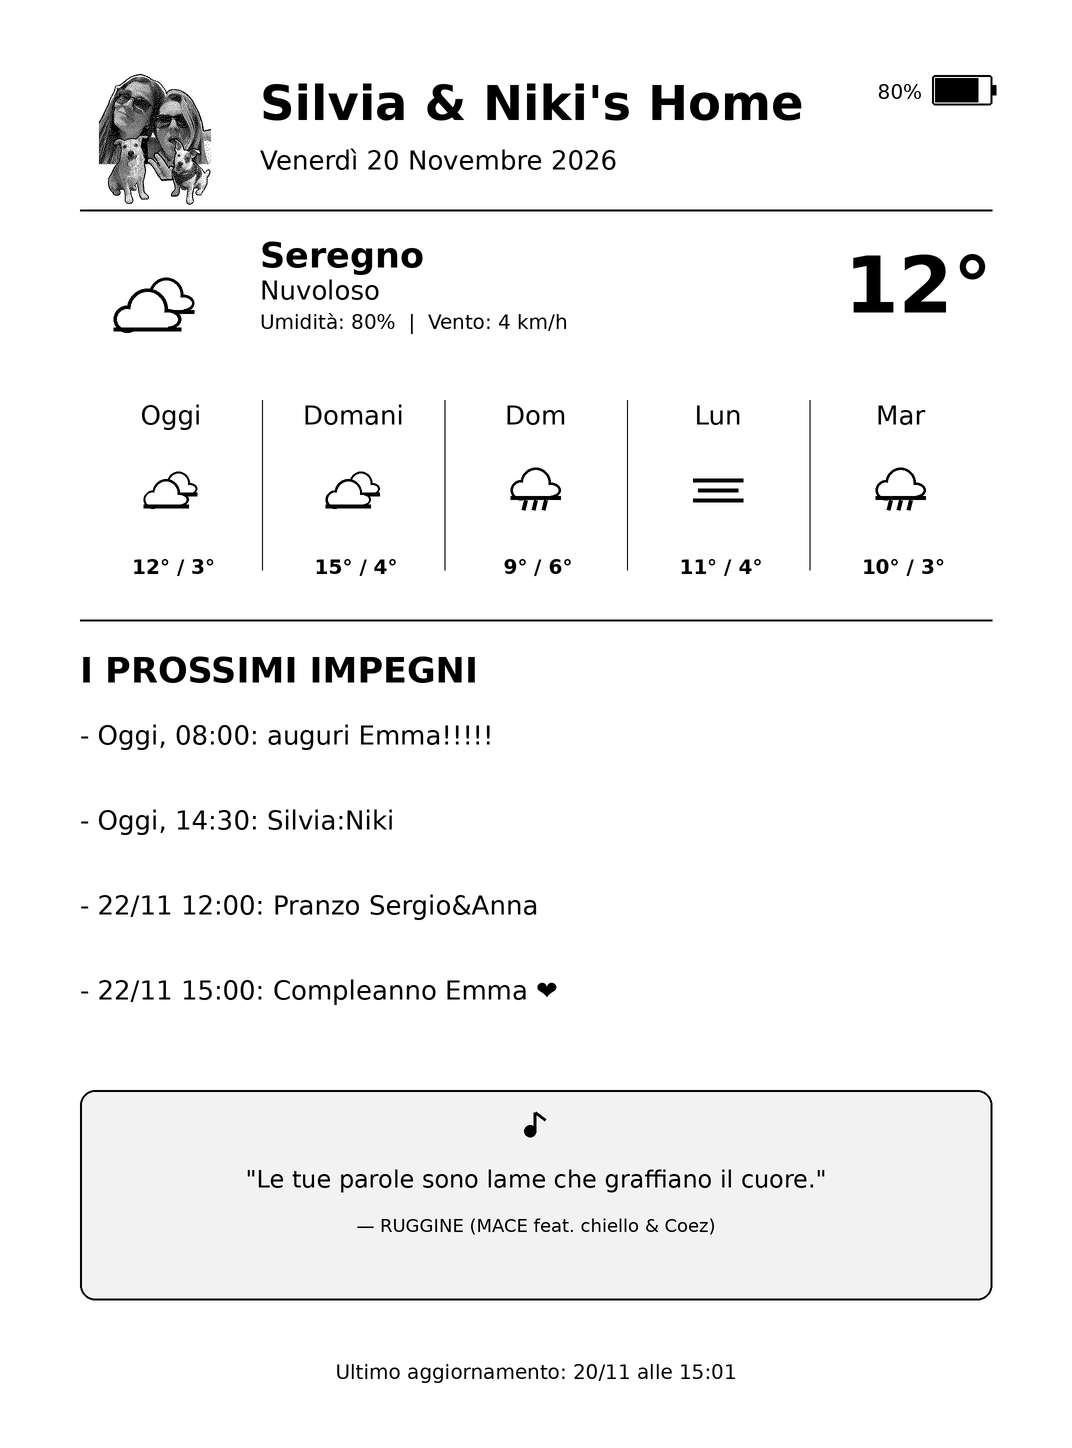 Silvia & Niki's Home
80%
Venerdì 20 Novembre 2026
Seregno
Nuvoloso
Umidità: 80% | Vento: 4 km/h
12°
Oggi Domani Dom Lun Mar
12° / 3° 15° / 4° 9° / 6° 11° / 4° 10° / 3°
I PROSSIMI IMPEGNI
- Oggi, 08:00: auguri Emma!!!!!
- Oggi, 14:30: Silvia:Niki
- 22/11 12:00: Pranzo Sergio&Anna
- 22/11 15:00: Compleanno Emma ❤
"Le tue parole sono lame che graffiano il cuore."
— RUGGINE (MACE feat. chiello & Coez)
Ultimo aggiornamento: 20/11 alle 15:01